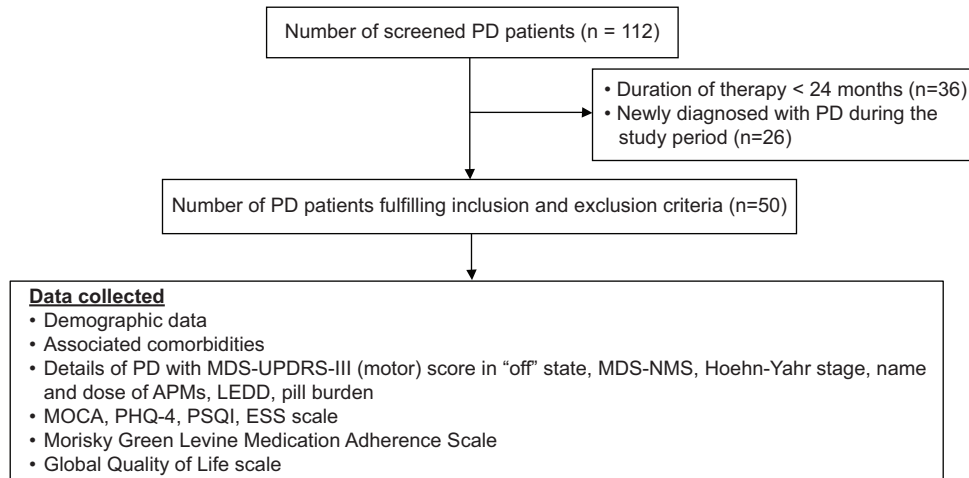 Number of screened PD patients (n = 112)
• Duration of therapy < 24 months (n=36)
• Newly diagnosed with PD during the
study period (n=26)
Number of PD patients fulfilling inclusion and exclusion criteria (n=50)
Data collected
• Demographic data
• Associated comorbidities
• Details of PD with MDS-UPDRS-III (motor) score in “off” state, MDS-NMS, Hoehn-Yahr stage, name
and dose of APMs, LEDD, pill burden
• MOCA, PHQ-4, PSQI, ESS scale
• Morisky Green Levine Medication Adherence Scale
• Global Quality of Life scale